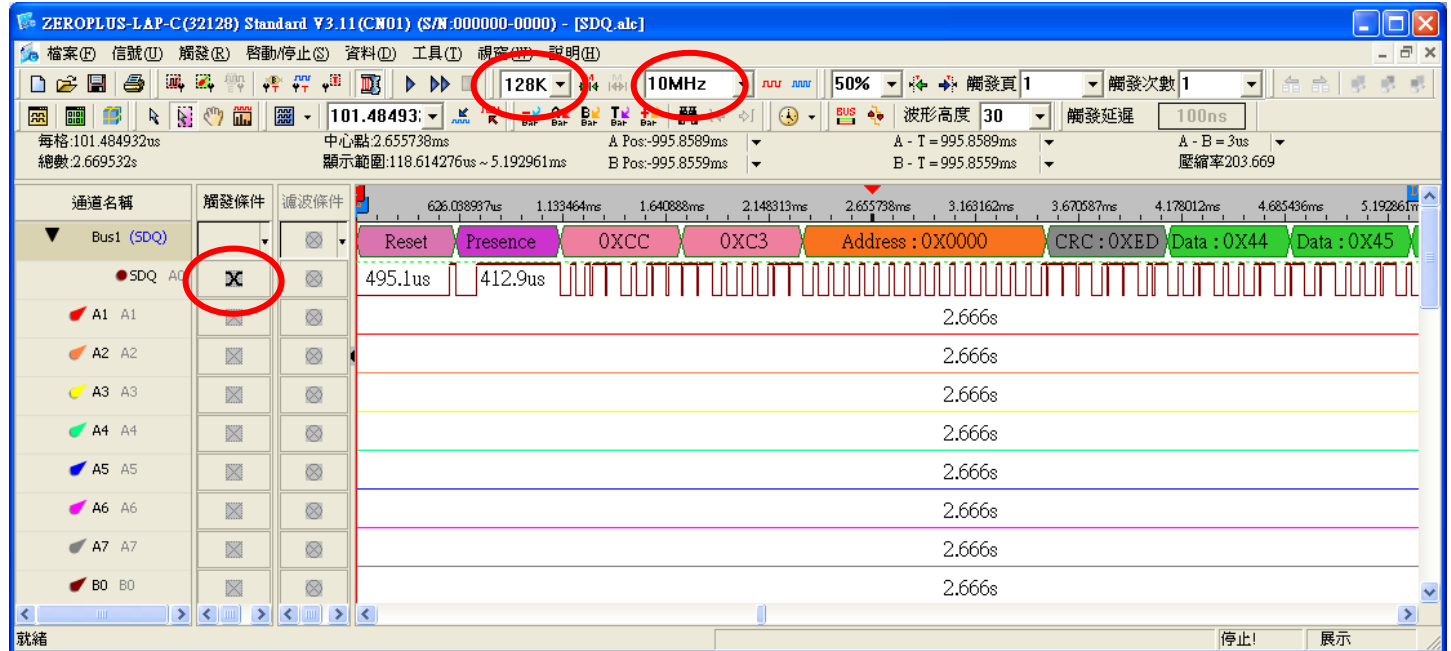 ZEROPLUS-LAP-C(32128) Standard V3.11(CN01) (S/N:000000-0000) - [SDQ.alc]
檔案(F) 信號(U) 觸發(R) 啓動/停止(S) 資料(D) 工具(T) 視窗(W) 說明(H)
128K 10MHz 50% 觸發頁 1 觸發次數 1
101.48493: Bar Bar Bar Bar Bar BUS 波形高度 30 觸發延遲 100ns
每格:101.484932us 中心點:2.655738ms A Pos:-995.8589ms A - T = 995.8589ms A - B = 3us
總數:2.669532s 顯示範圍:118.614276us ~ 5.192961ms B Pos:-995.8559ms B - T = 995.8559ms 壓縮率203.669
通道名稱 觸發條件 濾波條件 626.038937us 1.133464ms 1.640888ms 2.148313ms 2.655738ms 3.163162ms 3.670587ms 4.178012ms 4.685436ms 5.192861m
Bus1 (SDQ) Reset Presence 0XCC 0XC3 Address : 0X0000 CRC : 0XED Data : 0X44 Data : 0X45
SDQ A0 495.1us 412.9us
A1 A1 2.666s
A2 A2 2.666s
A3 A3 2.666s
A4 A4 2.666s
A5 A5 2.666s
A6 A6 2.666s
A7 A7 2.666s
B0 B0 2.666s
就緒 停止! 展示